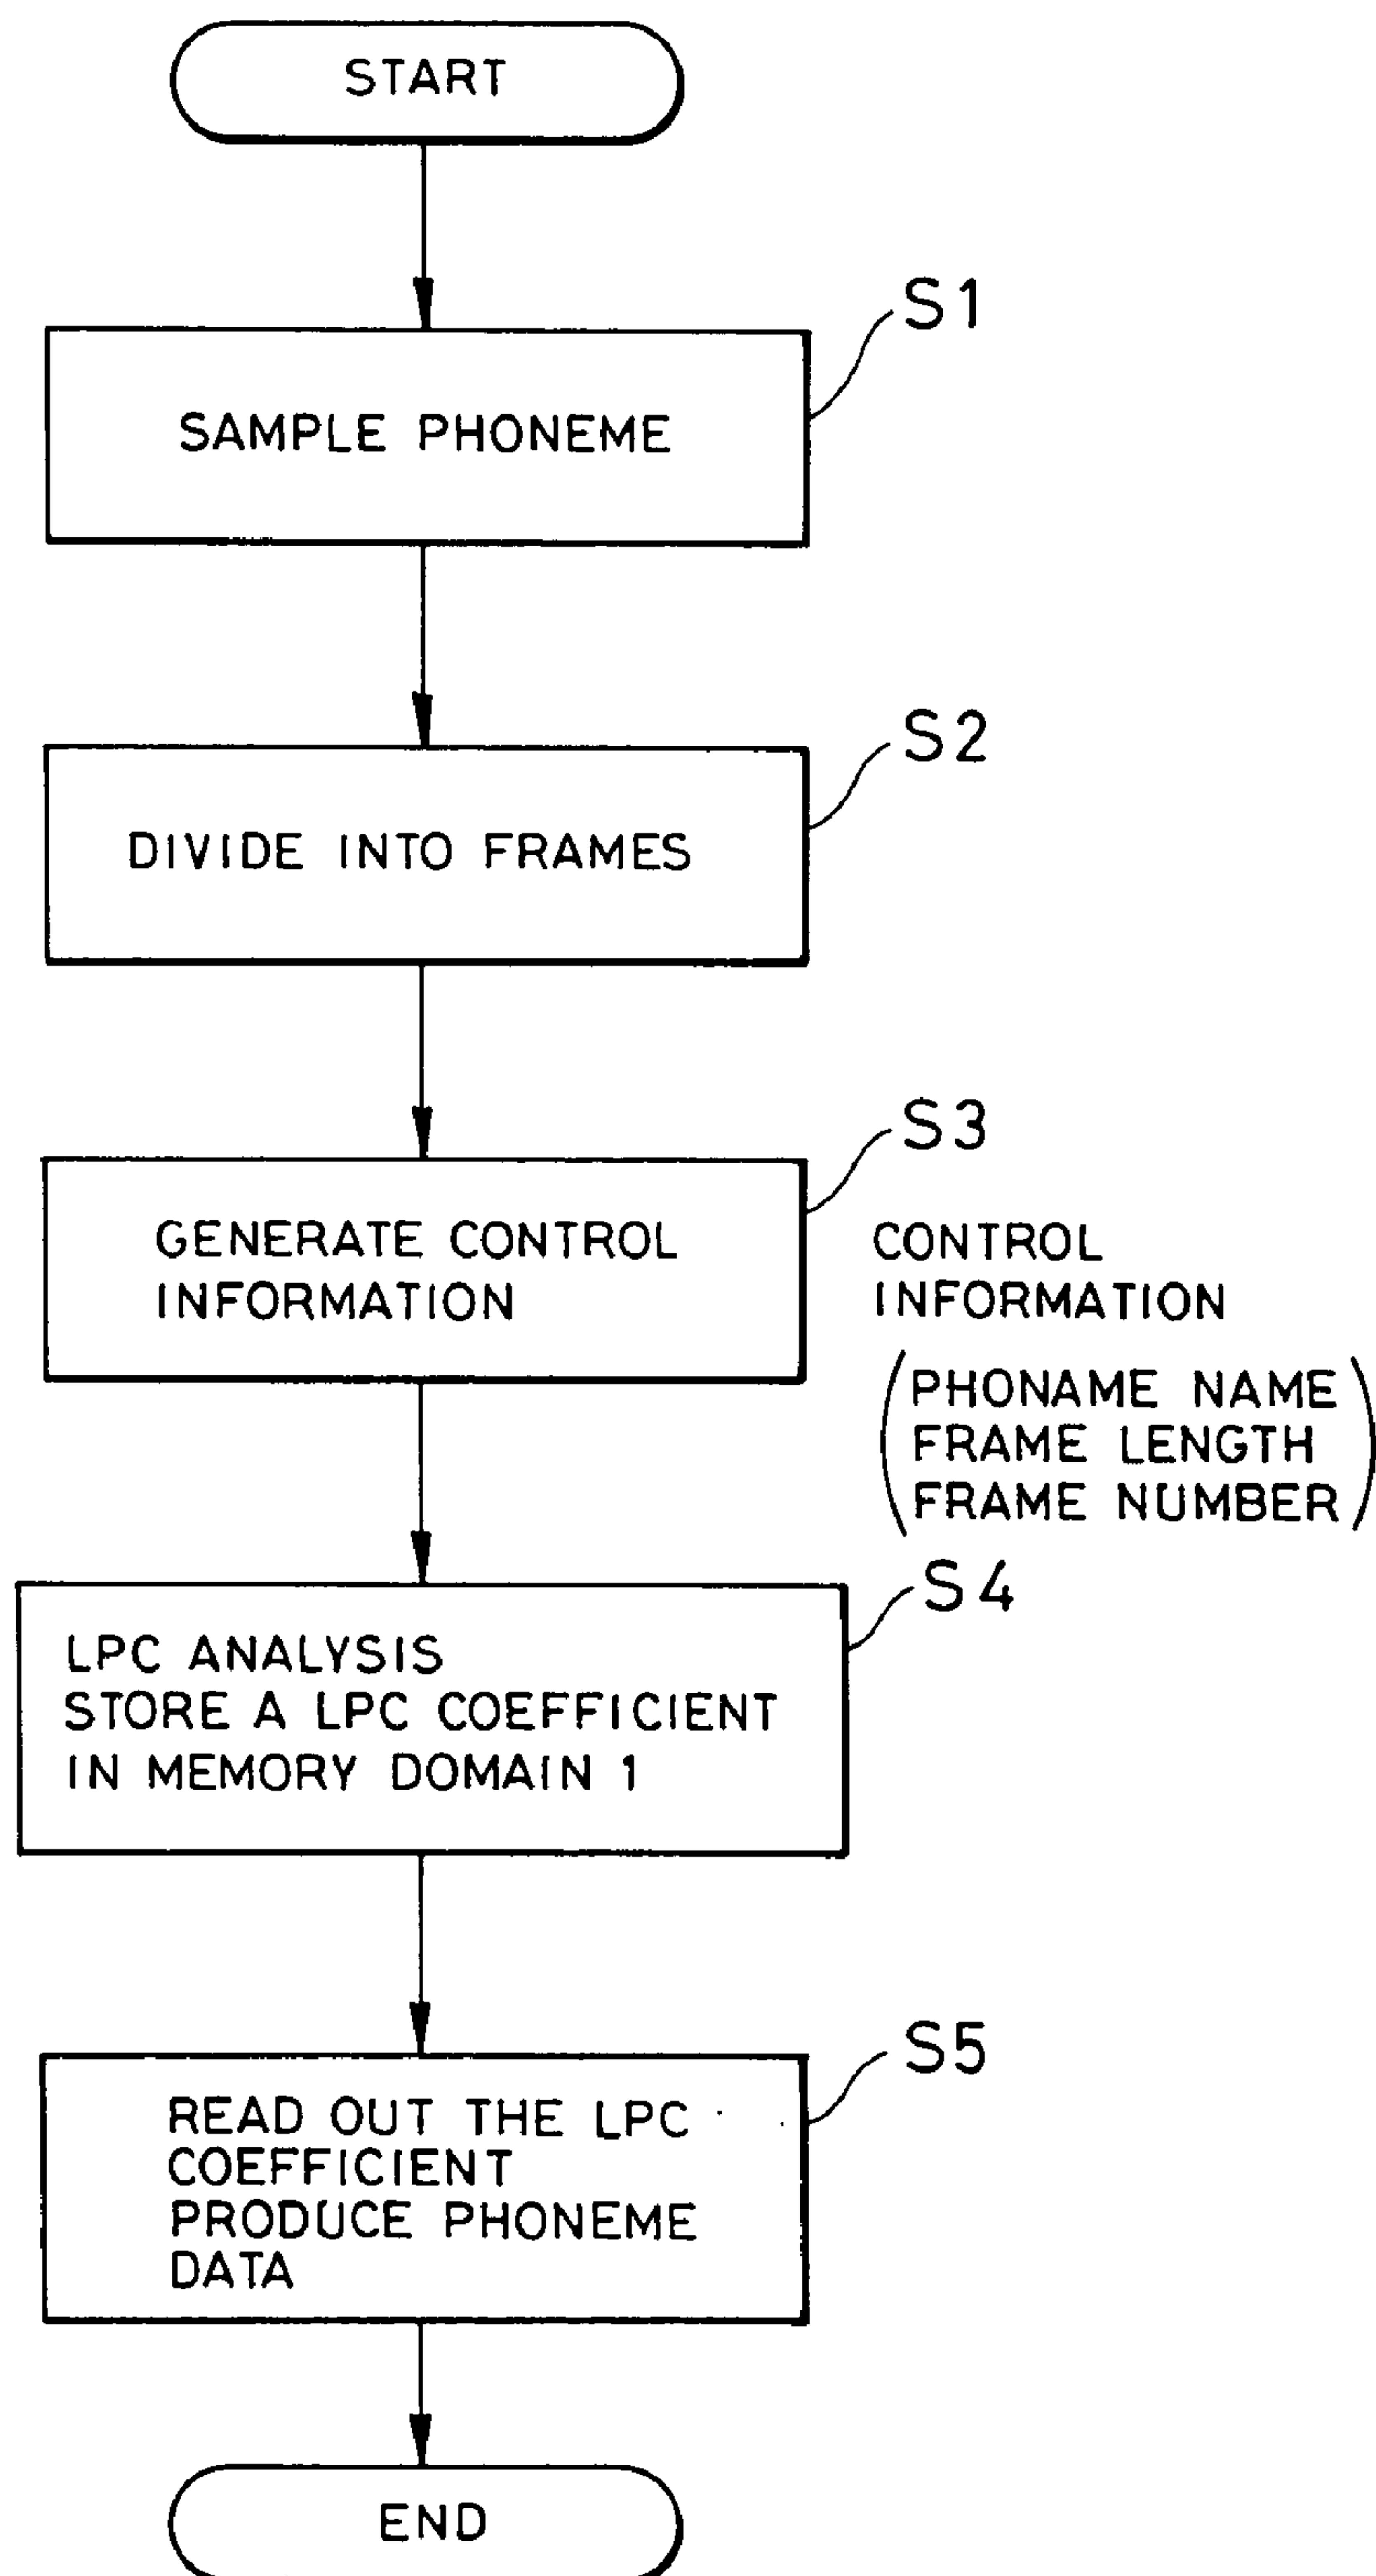 START
S1
SAMPLE PHONEME
S2
DIVIDE INTO FRAMES
S3
GENERATE CONTROL
INFORMATION
CONTROL
INFORMATION
(PHONAME NAME
FRAME LENGTH
FRAME NUMBER)
S4
LPC ANALYSIS
STORE A LPC COEFFICIENT
IN MEMORY DOMAIN 1
S5
READ OUT THE LPC
COEFFICIENT
PRODUCE PHONEME
DATA
END